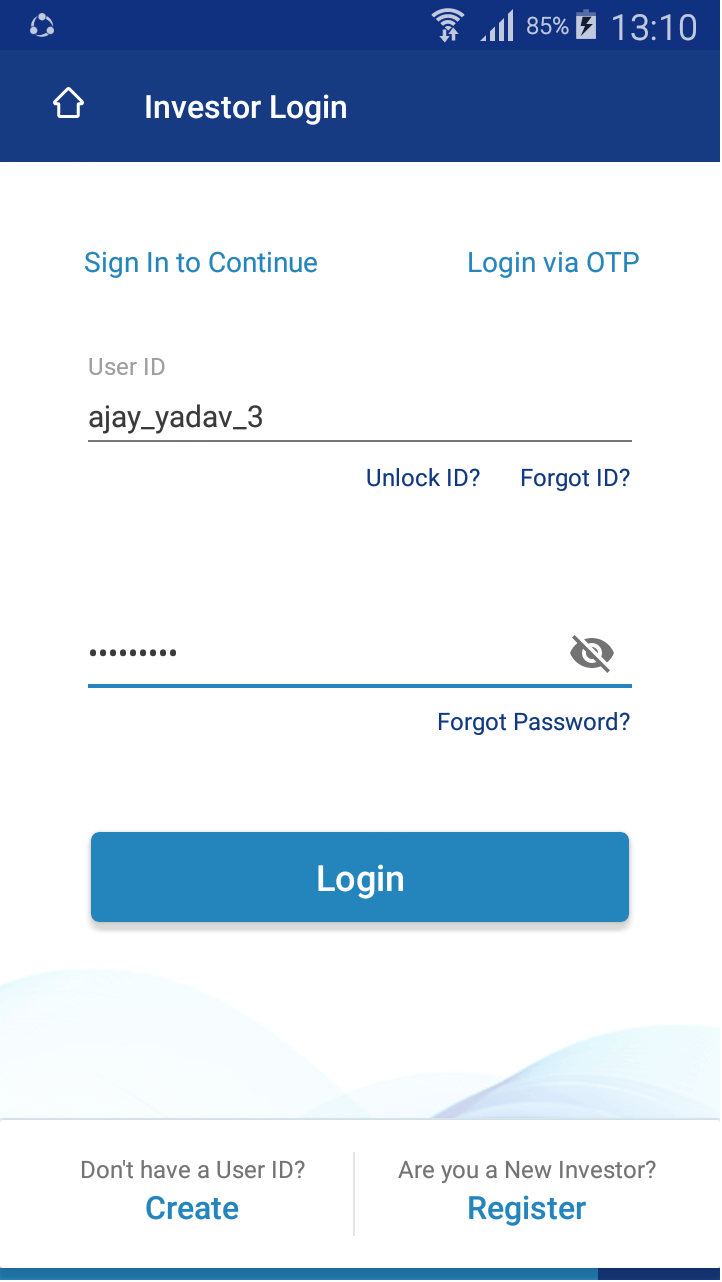 85% 13:10
Investor Login
Sign In to Continue Login via OTP
User ID
ajay_yadav_3
Unlock ID? Forgot ID?
•••••••••
Forgot Password?
Login
Don't have a User ID? Are you a New Investor?
Create Register